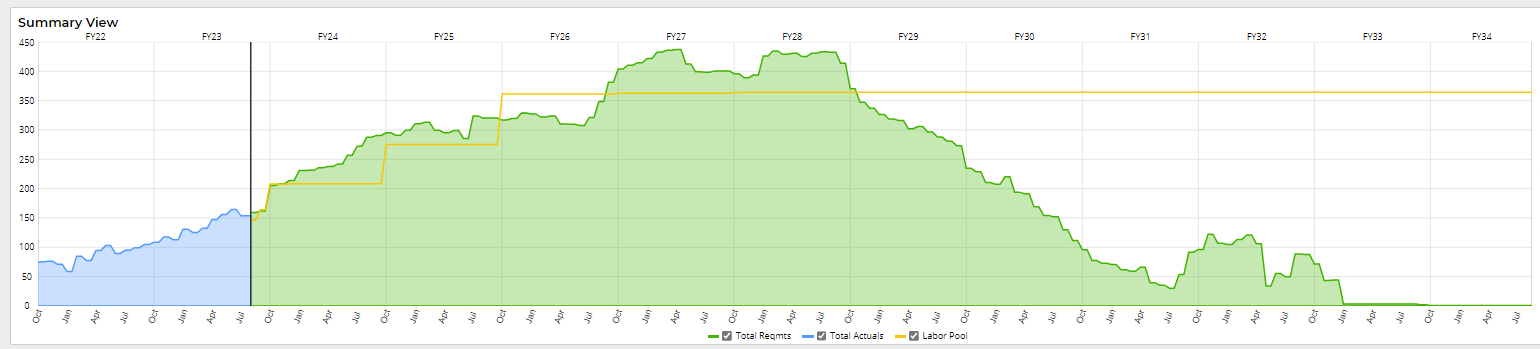 Summary View
FY22 FY23 FY24 FY25 FY26 FY27 FY28 FY29 FY30 FY31 FY32 FY33 FY34
450
400
350
300
250
200
150
100
50
0
Oct Jan Apr Jul Oct Jan Apr Jul Oct Jan Apr Jul Oct Jan Apr Jul Oct Jan Apr Jul Oct Jan Apr Jul Oct Jan Apr Jul Oct Jan Apr Jul Oct Jan Apr Jul Oct Jan Apr Jul Oct Jan Apr Jul Oct Jan Apr Jul Oct Jan Apr Jul
Total Reqmts Total Actuals Labor Pool